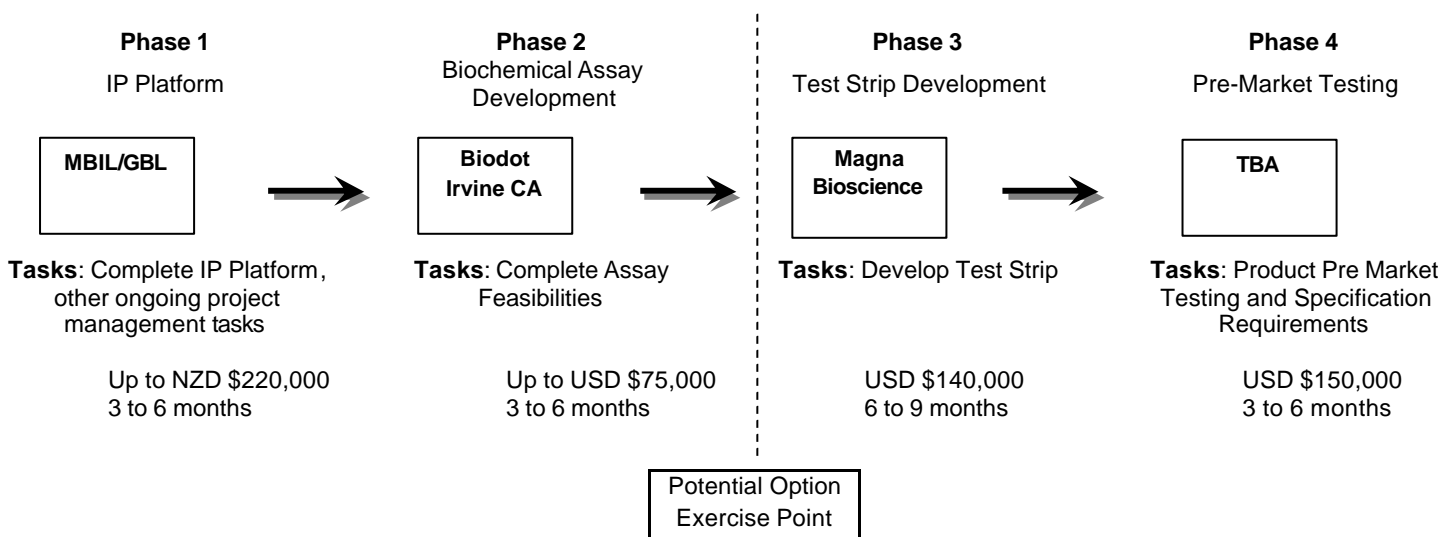 Phase 1
IP Platform
MBIL/GBL
Tasks: Complete IP Platform,
other ongoing project
management tasks
Up to NZD $220,000
3 to 6 months
Phase 2
Biochemical Assay
Development
Biodot
Irvine CA
Tasks: Complete Assay
Feasibilities
Up to USD $75,000
3 to 6 months
Phase 3
Test Strip Development
Magna
Bioscience
Tasks: Develop Test Strip
USD $140,000
6 to 9 months
Phase 4
Pre-Market Testing
TBA
Tasks: Product Pre Market
Testing and Specification
Requirements
USD $150,000
3 to 6 months
Potential Option
Exercise Point